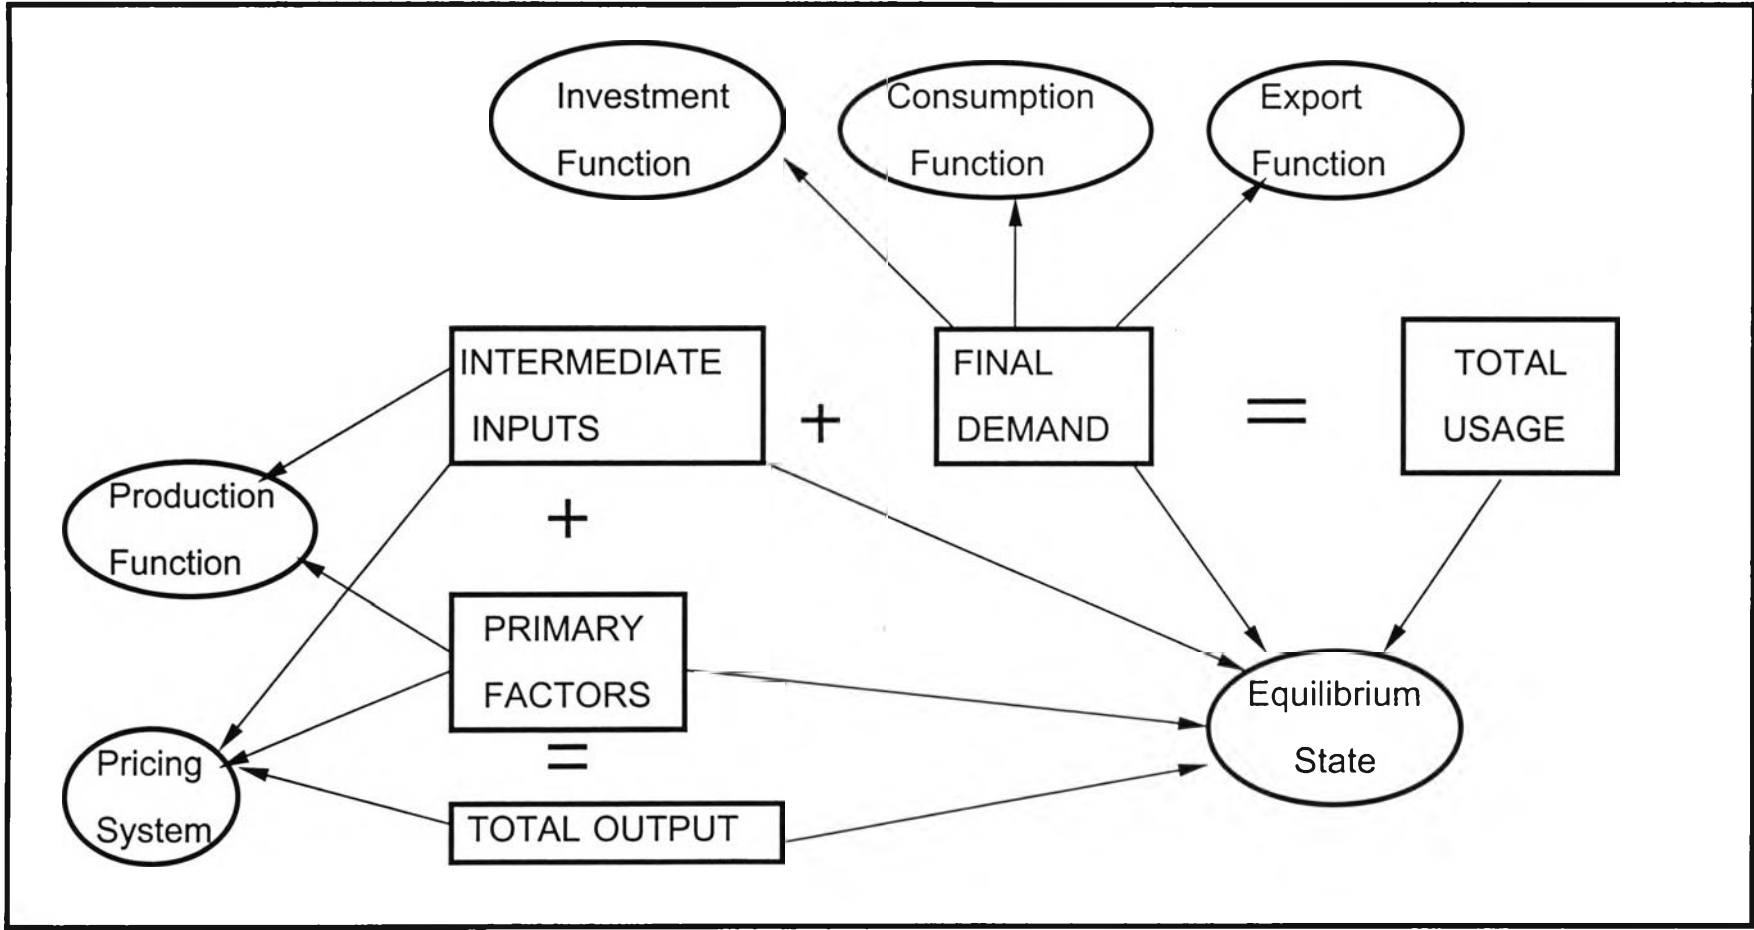 Investment
Function
Consumption
Function
Export
Function
INTERMEDIATE
INPUTS
+
FINAL
DEMAND
=
TOTAL
USAGE
Production
Function
+
PRIMARY
FACTORS
=
TOTAL OUTPUT
Pricing
System
Equilibrium
State